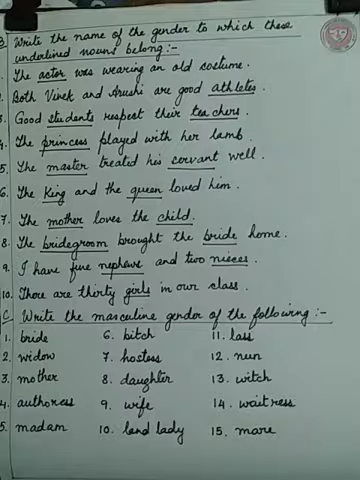 B Write the name of the gender to which these
underlined nouns belong:-
1. The actor was wearing an old costume.
2. Both Vivek and Arushi are good athletes.
3. Good students respect their teachers.
4. The princess played with her lamb.
5. The master treated his servant well.
6. The King and the queen loved him.
7. The mother loves the child.
8. The bridegroom brought the bride home.
9. I have five nephews and two nieces.
10. There are thirty girls in our class.
C Write the masculine gender of the following:-
1. bride 6. bitch 11. lass
2. widow 7. hostess 12. nun
3. mother 8. daughter 13. witch
4. authoress 9. wife 14. waitress
5. madam 10. land lady 15. mare